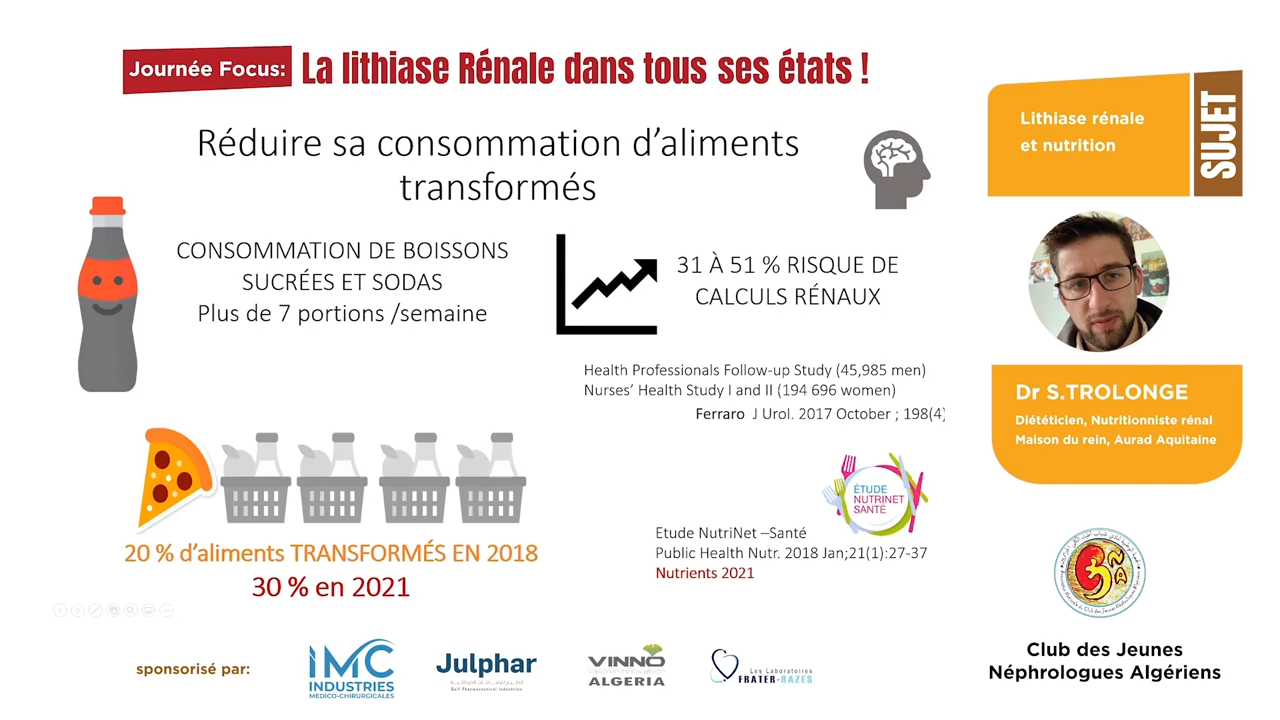 Journée Focus: La lithiase Rénale dans tous ses états !
Réduire sa consommation d’aliments
transformés
CONSOMMATION DE BOISSONS
SUCRÉES ET SODAS
Plus de 7 portions /semaine
31 À 51 % RISQUE DE
CALCULS RÉNAUX
Health Professionals Follow-up Study (45,985 men)
Nurses’ Health Study I and II (194 696 women)
Ferraro J Urol. 2017 October ; 198(4)
20 % d’aliments TRANSFORMÉS EN 2018
30 % en 2021
ÉTUDE
NUTRINET
SANTÉ
Etude NutriNet –Santé
Public Health Nutr. 2018 Jan;21(1):27-37
Nutrients 2021
Lithiase rénale
et nutrition
SUJET
Dr S.TROLONGE
Diététicien, Nutritionniste rénal
Maison du rein, Aurad Aquitaine
Club des Jeunes
Néphrologues Algériens
sponsorisé par:
IMC
INDUSTRIES
MEDICO-CHIRURGICALES
Julphar
Gulf Pharmaceutical Industries
VINNO
ALGERIA
Les Laboratoires
FRATER-RAZES